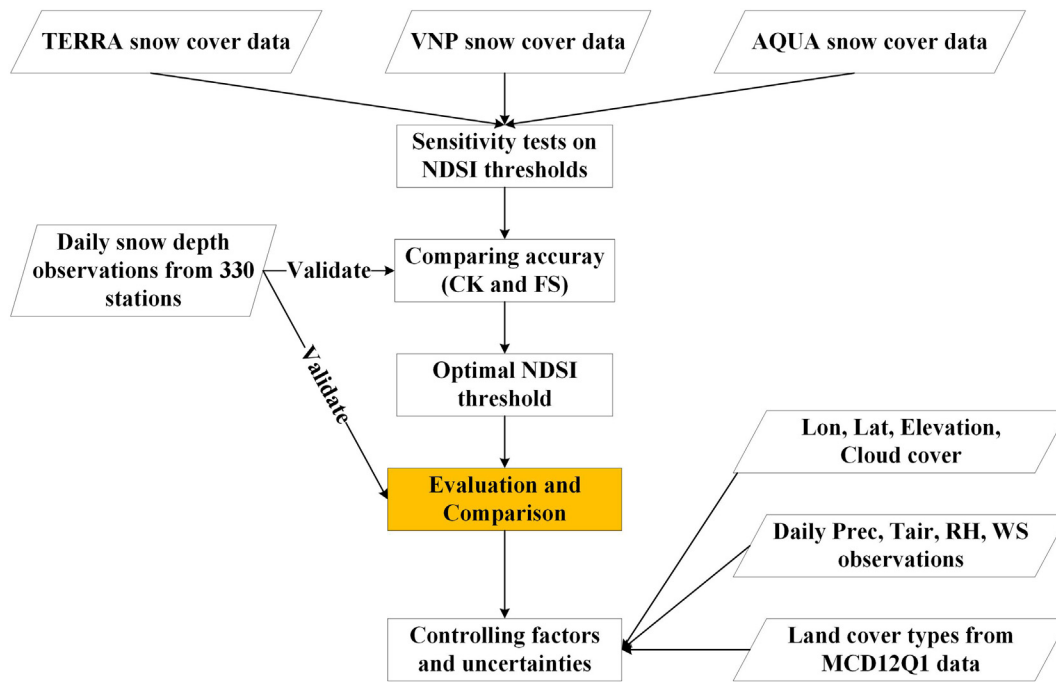 TERRA snow cover data
VNP snow cover data
AQUA snow cover data
Sensitivity tests on
NDSI thresholds
Daily snow depth
observations from 330
stations
Validate
Comparing accuray
(CK and FS)
Validate
Optimal NDSI
threshold
Lon, Lat, Elevation,
Cloud cover
Evaluation and
Comparison
Daily Prec, Tair, RH, WS
observations
Controlling factors
and uncertainties
Land cover types from
MCD12Q1 data